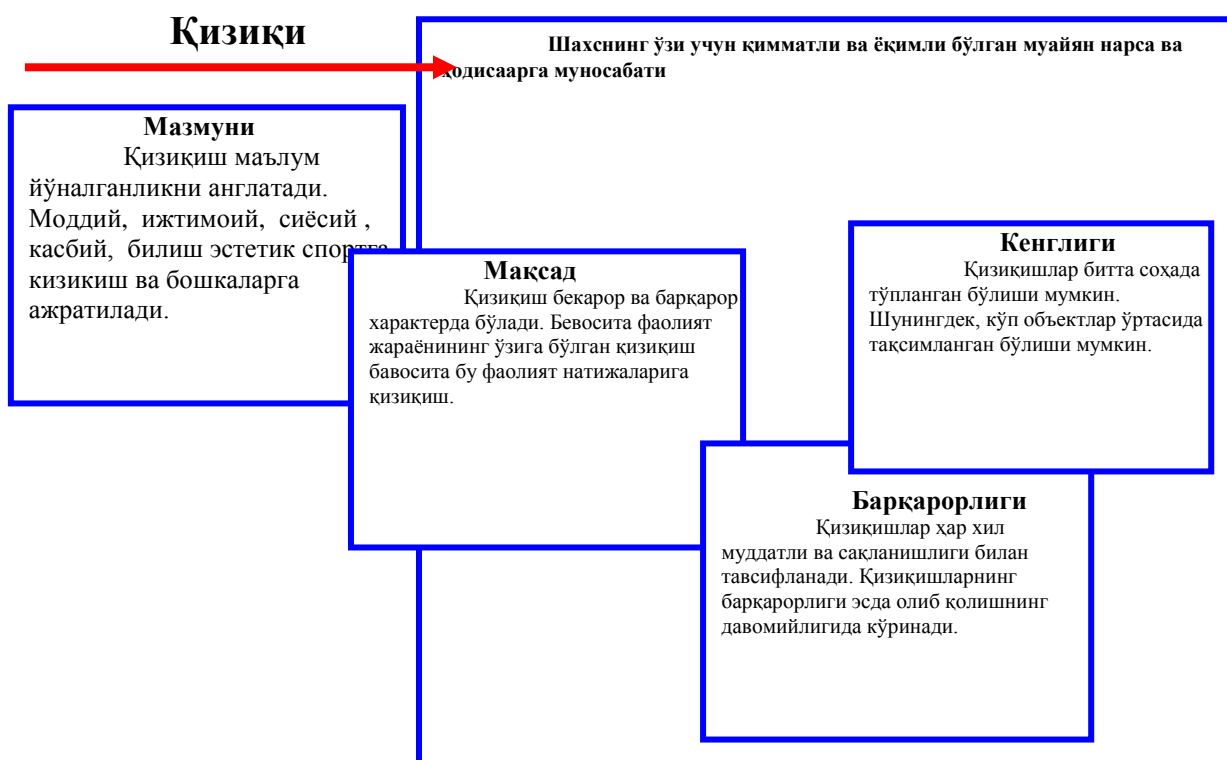 Қизиқи
Шахснинг ўзи учун қимматли ва ёқимли бўлган муайян нарса ва
ҳодисаарга муносабати
Мазмуни
Қизиқиш маълум
йўналганликни англатади.
Моддий, ижтимоий, сиёсий ,
касбий, билиш эстетик спортга
кизикиш ва бошкаларга
ажратилади.
Мақсад
Қизиқиш бекарор ва барқарор
характерда бўлади. Бевосита фаолият
жараёнининг ўзига бўлган қизиқиш
бавосита бу фаолият натижаларига
қизиқиш.
Кенглиги
Қизиқишлар битта соҳада
тўпланган бўлиши мумкин.
Шунингдек, кўп объектлар ўртасида
тақсимланган бўлиши мумкин.
Барқарорлиги
Қизиқишлар ҳар хил
муддатли ва сақланишлиги билан
тавсифланади. Қизиқишларнинг
барқарорлиги эсда олиб қолишнинг
давомийлигида кўринади.